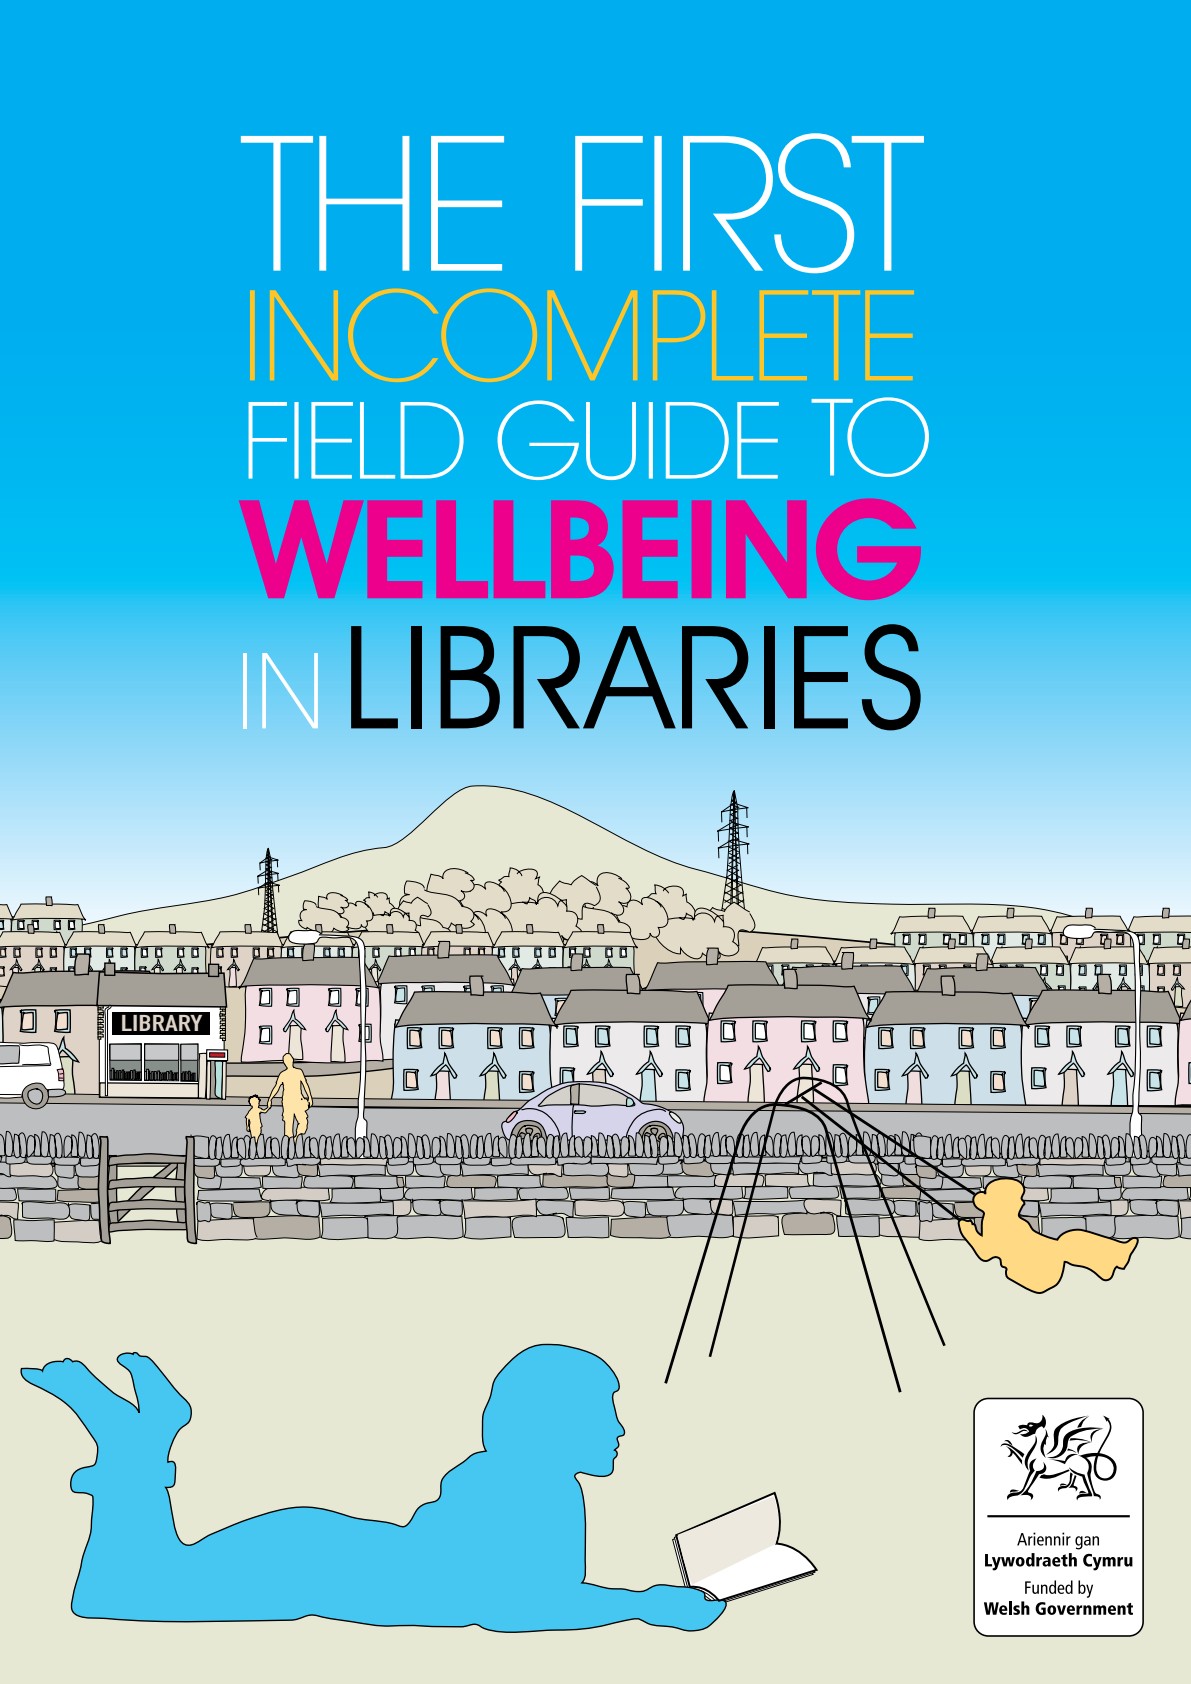 THE FIRST
INCOMPLETE
FIELD GUIDE TO
WELLBEING
IN LIBRARIES
LIBRARY
Ariennir gan
Lywodraeth Cymru
Funded by
Welsh Government